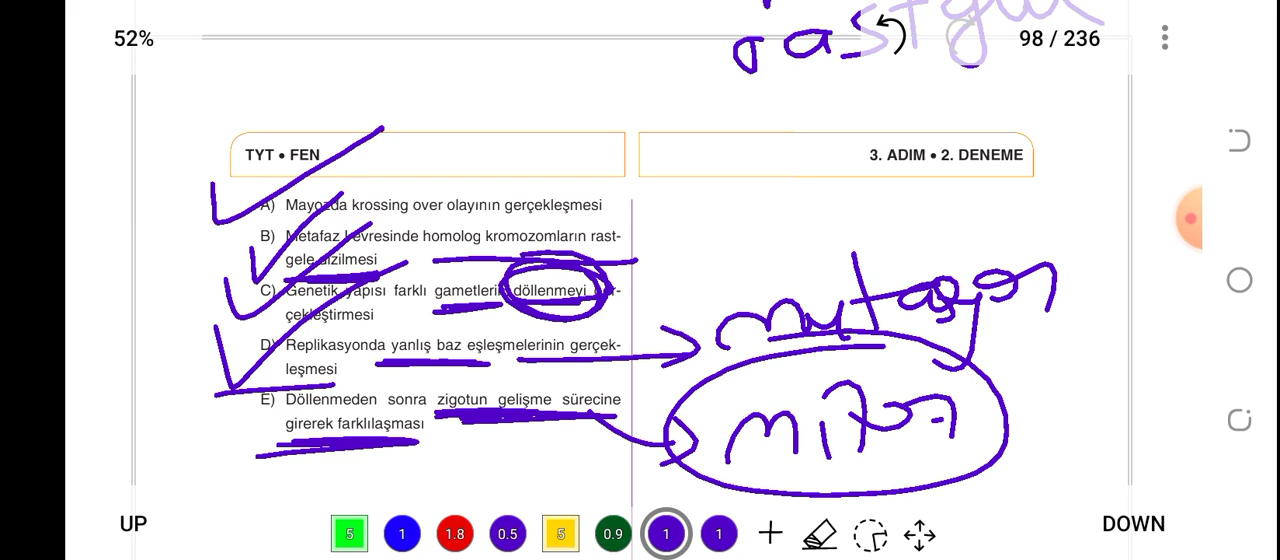 52%
98 / 236
TYT • FEN
3. ADIM • 2. DENEME
A) Mayozda krossing over olayının gerçekleşmesi
B) Metafaz I evresinde homolog kromozomların rast-
gele dizilmesi
C) Genetik yapısı farklı gametlerin döllenmeyi ger-
çekleştirmesi
D) Replikasyonda yanlış baz eşleşmelerinin gerçek-
leşmesi
E) Döllenmeden sonra zigotun gelişme sürecine
girerek farklılaşması
mutasyon
mitoz
UP
5
1
1.8
0.5
5
0.9
1
1
DOWN